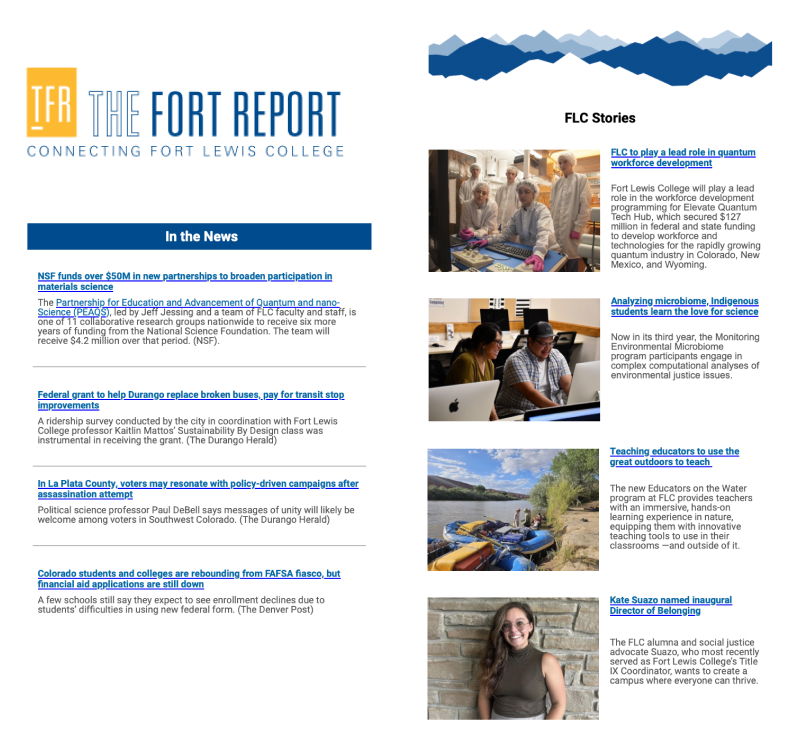 TFR THE FORT REPORT
CONNECTING FORT LEWIS COLLEGE
In the News
NSF funds over $50M in new partnerships to broaden participation in
materials science
The Partnership for Education and Advancement of Quantum and nano-
Science (PEAQS), led by Jeff Jessing and a team of FLC faculty and staff, is
one of 11 collaborative research groups nationwide to receive six more
years of funding from the National Science Foundation. The team will
receive $4.2 million over that period. (NSF).
Federal grant to help Durango replace broken buses, pay for transit stop
improvements
A ridership survey conducted by the city in coordination with Fort Lewis
College professor Kaitlin Mattos' Sustainability By Design class was
instrumental in receiving the grant. (The Durango Herald)
In La Plata County, voters may resonate with policy-driven campaigns after
assassination attempt
Political science professor Paul DeBell says messages of unity will likely be
welcome among voters in Southwest Colorado. (The Durango Herald)
Colorado students and colleges are rebounding from FAFSA fiasco, but
financial aid applications are still down
A few schools still say they expect to see enrollment declines due to
students' difficulties in using new federal form. (The Denver Post)
FLC Stories
FLC to play a lead role in quantum
workforce development
Fort Lewis College will play a lead
role in the workforce development
programming for Elevate Quantum
Tech Hub, which secured $127
million in federal and state funding
to develop workforce and
technologies for the rapidly growing
quantum industry in Colorado, New
Mexico, and Wyoming.
Analyzing microbiome, Indigenous
students learn the love for science
Now in its third year, the Monitoring
Environmental Microbiome
program participants engage in
complex computational analyses of
environmental justice issues.
Teaching educators to use the
great outdoors to teach
The new Educators on the Water
program at FLC provides teachers
with an immersive, hands-on
learning experience in nature,
equipping them with innovative
teaching tools to use in their
classrooms —and outside of it.
Kate Suazo named inaugural
Director of Belonging
The FLC alumna and social justice
advocate Suazo, who most recently
served as Fort Lewis College's Title
IX Coordinator, wants to create a
campus where everyone can thrive.